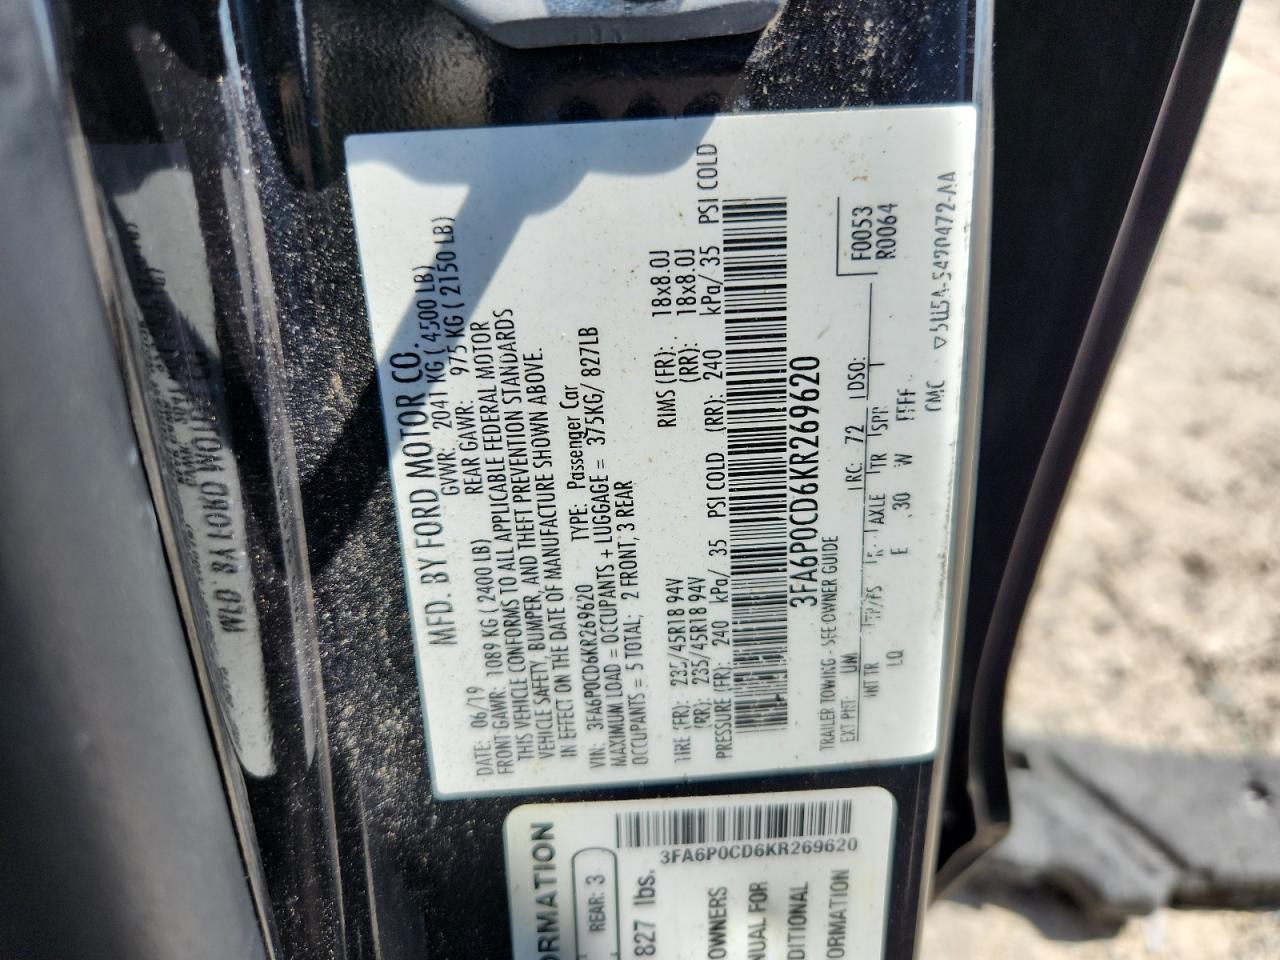 MFD. BY FORD MOTOR CO.
DATE: 06/19 GVWR: 2041 KG ( 4500 LB)
FRONT GAWR: 1089 KG ( 2400 LB) REAR GAWR: 975 KG ( 2150 LB)
THIS VEHICLE CONFORMS TO ALL APPLICABLE FEDERAL MOTOR
VEHICLE SAFETY, BUMPER, AND THEFT PREVENTION STANDARDS
IN EFFECT ON THE DATE OF MANUFACTURE SHOWN ABOVE.
VIN: 3FA6P0CD6KR269620 TYPE: Passenger Car
MAXIMUM LOAD = OCCUPANTS + LUGGAGE = 375KG/ 827LB
OCCUPANTS = 5 TOTAL; 2 FRONT, 3 REAR
TIRE (FR): 235/45R18 94V RIMS (FR): 18x8.0J
(RR): 235/45R18 94V (RR): 18x8.0J
PRESSURE (FR): 240 kPa/ 35 PSI COLD (RR): 240 kPa/ 35 PSI COLD
3FA6P0CD6KR269620
TRAILER TOWING - SEE OWNER GUIDE
F0053
R0064
EXT PNT: UM RC: 72 DSO:
INT TR TP/PS AXLE TR SPR
LQ E 30 W FFFF
ORMATION
REAR: 3
827 lbs.
3FA6P0CD6KR269620
OWNERS
NUAL FOR
DITIONAL
ORMATION